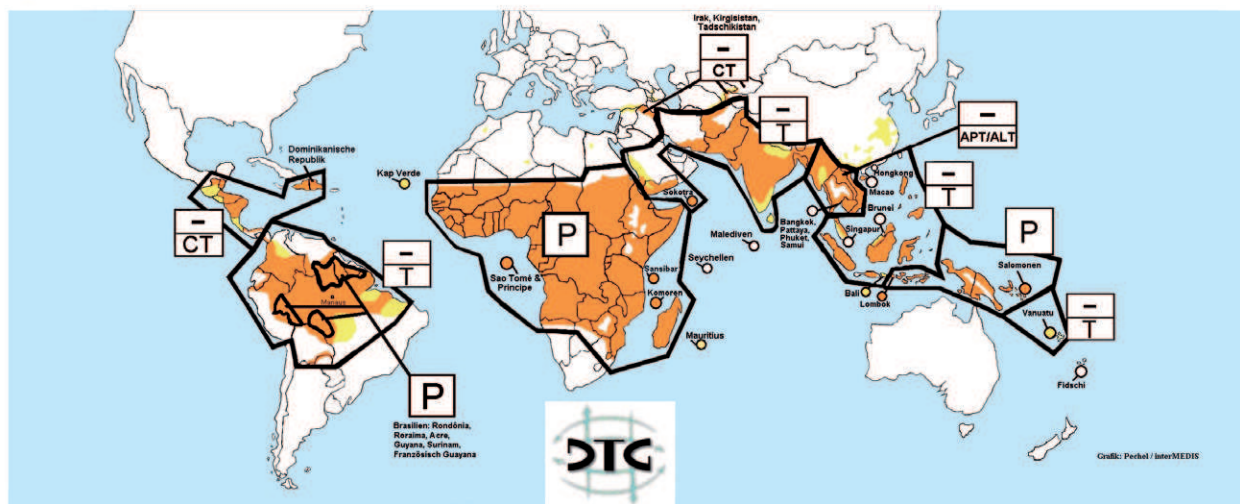 Irak, Kirgisistan,
Tadschikistan
–
CT
–
T
–
APT/ALT
Dominikanische
Republik
Kap Verde
Sokotra
Hongkong
Macao
–
T
Bangkok,
Pattaya,
Phuket,
Samui
Brunei
Singapur
–
CT
–
T
P
P
Malediven
Seychellen
Sao Tomé &
Principe
Sansibar
Komoren
Salomonen
Bali
Lombok
Manaus
Mauritius
Vanuatu
–
T
Fidschi
P
Brasilien: Rondônia,
Roraima, Acre,
Guyana, Surinam,
Französisch Guayana
DTG
Grafik: Pechel / interMEDIS